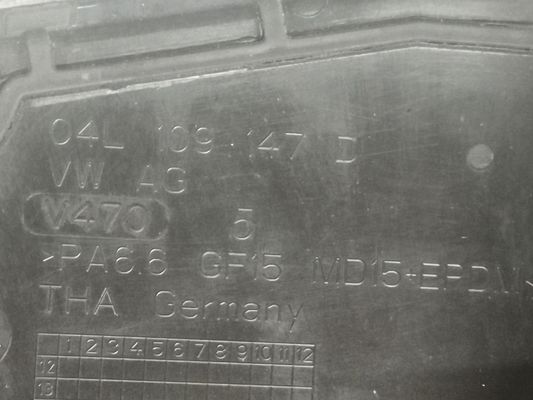 04L 109 147 D
VW AG
V470 5
>PA6.6 GF15 MD15+EPDM<
THA Germany
1 2 3 4 5 6 7 8 9 10 11 12
12
13